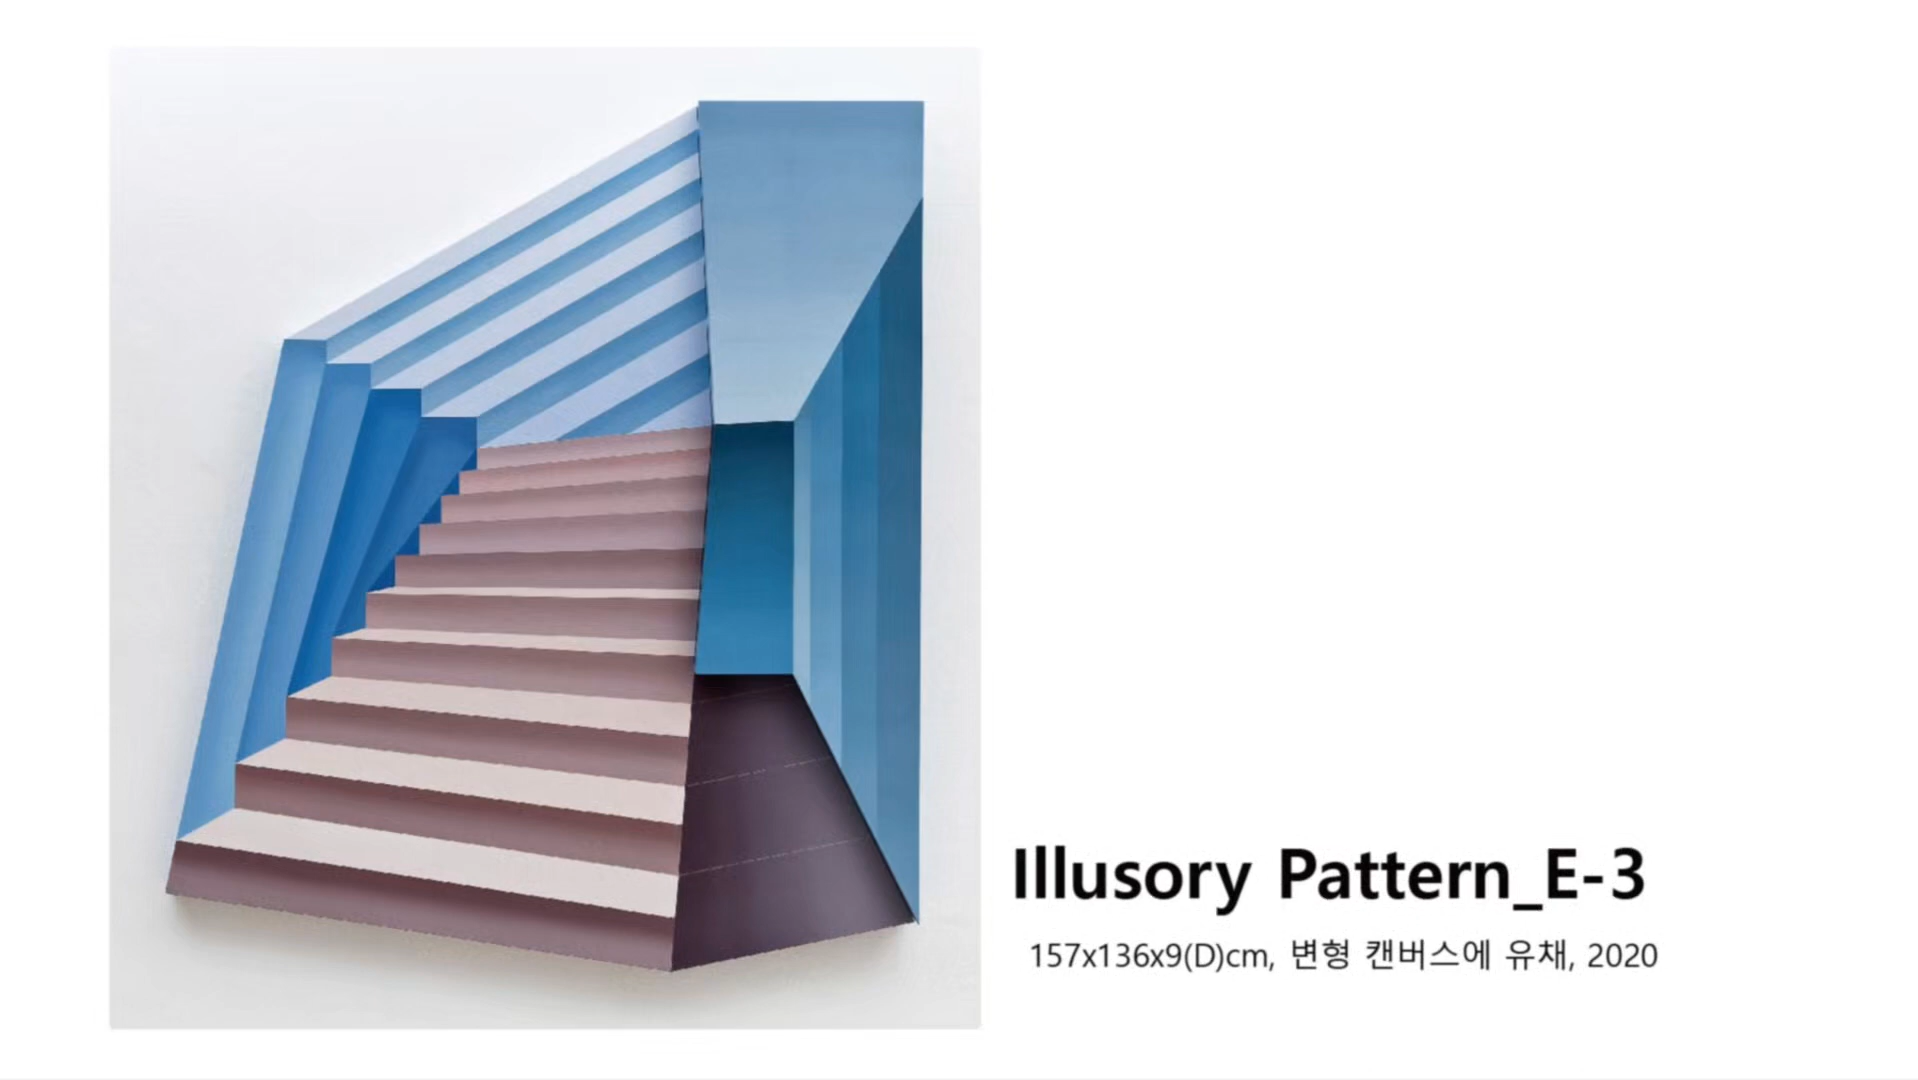 Illusory Pattern_E-3
157x136x9(D)cm, 변형 캔버스에 유채, 2020